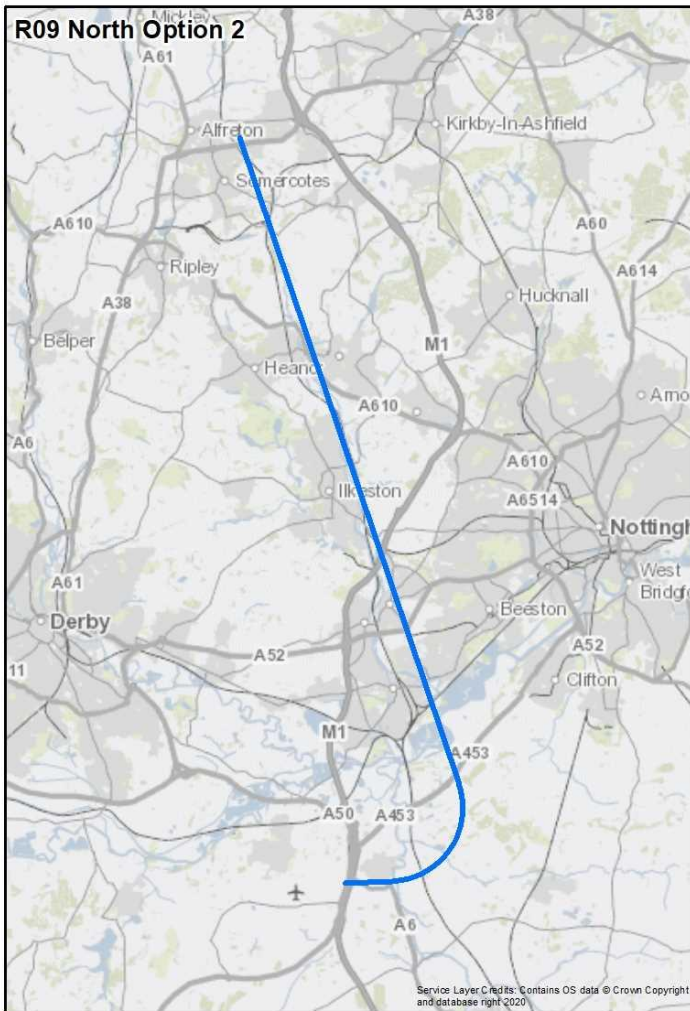 R09 North Option 2
Mickley
A38
A61
Alfreton
Kirkby-In-Ashfield
Somercotes
A610
A60
Ripley
A614
A38
Hucknall
Belper
M1
Heanor
Arno
A610
A6
A610
Ilkeston
A6514
Nottingh
West
Bridgfo
A61
Beeston
Derby
A52
A52
11
Clifton
M1
A453
A50
A453
A6
Service Layer Credits: Contains OS data © Crown Copyright
and database right 2020